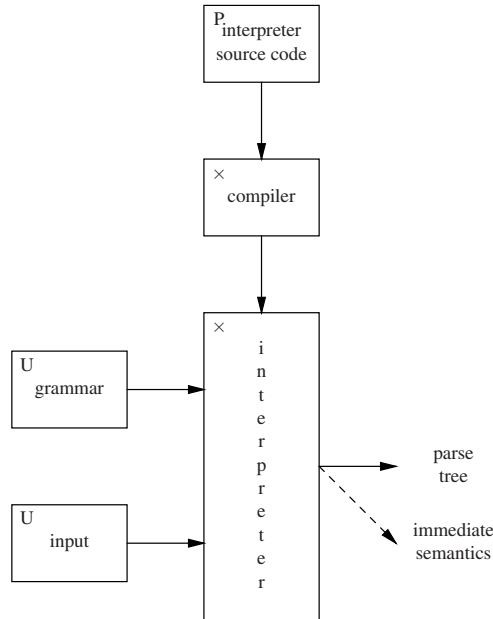 P
interpreter
source code
×
compiler
×
i
n
t
e
r
p
r
e
t
e
r
U
grammar
U
input
parse
tree
immediate
semantics